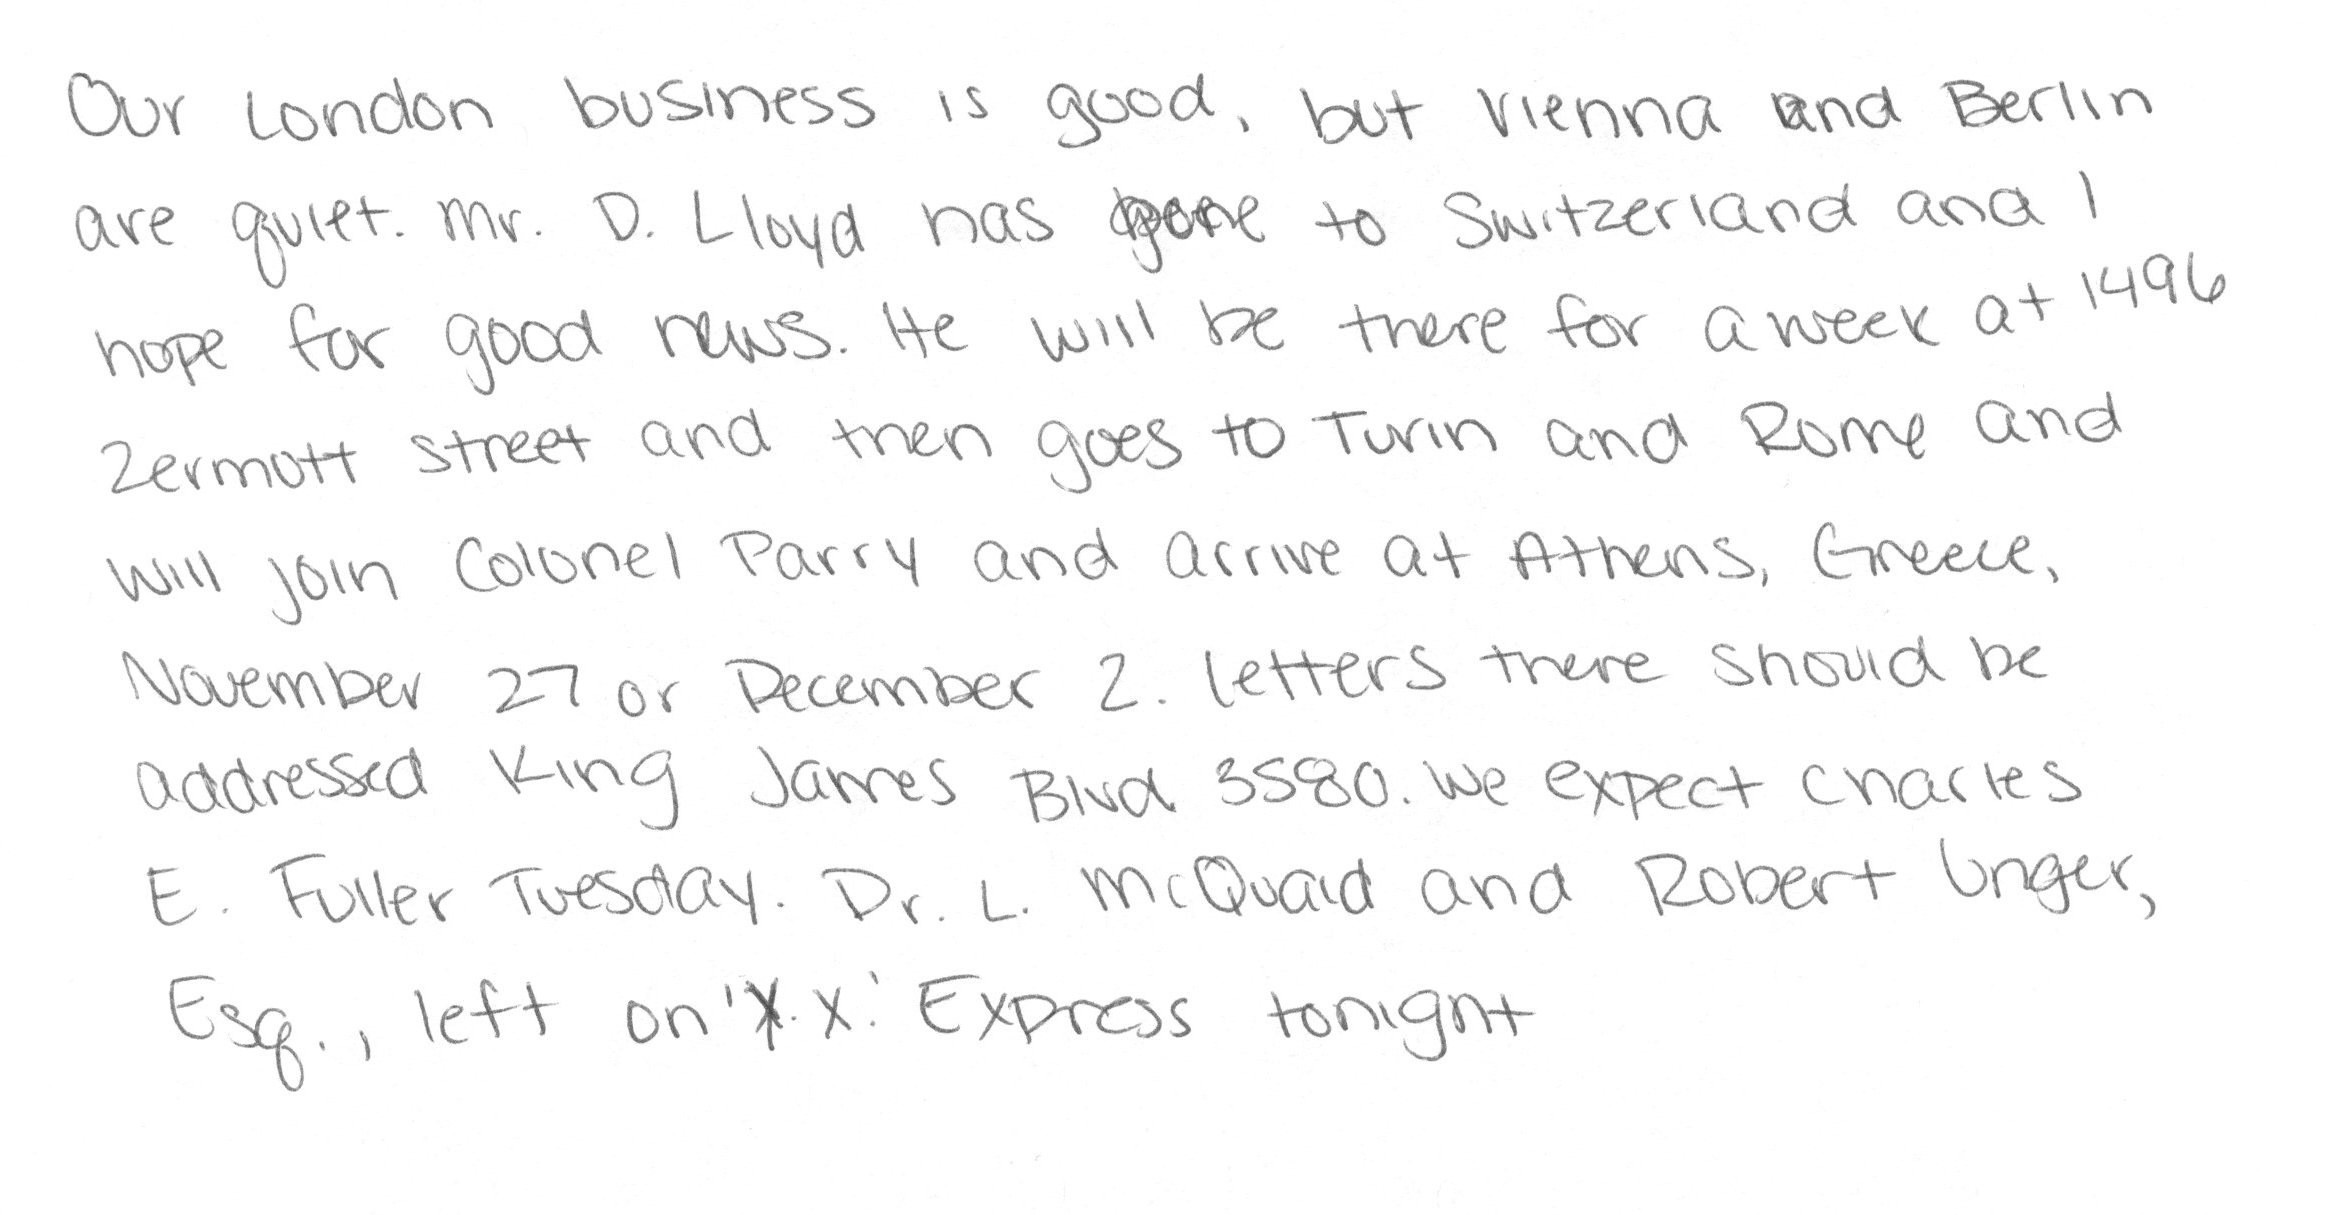 Our London business is good, but Vienna and Berlin
are quiet. Mr. D. Lloyd has gone to Switzerland and I
hope for good news. He will be there for a week at 1496
Zermott street and then goes to Turin and Rome and
will join Colonel Parry and arrive at Athens, Greece,
November 27 or December 2. Letters there should be
addressed King James Blvd 3580. We expect Charles
E. Fuller Tuesday. Dr. L. McQuaid and Robert Unger,
Esq., left on 'X.X.' Express tonight